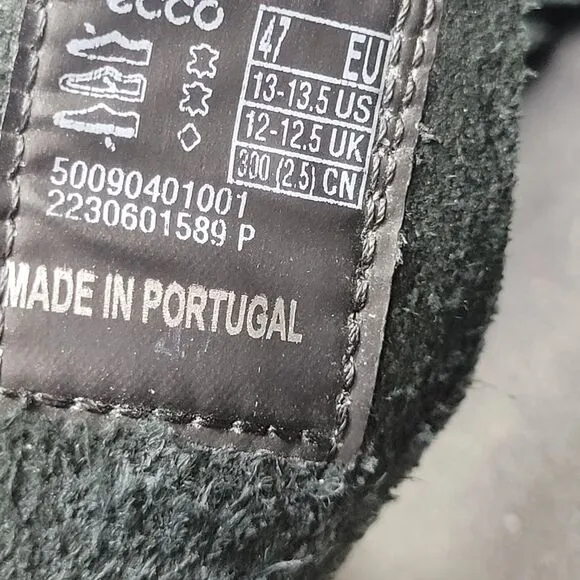 ecco
47 EU
13-13.5 US
12-12.5 UK
300 (2.5) CN
50090401001
2230601589 P
MADE IN PORTUGAL